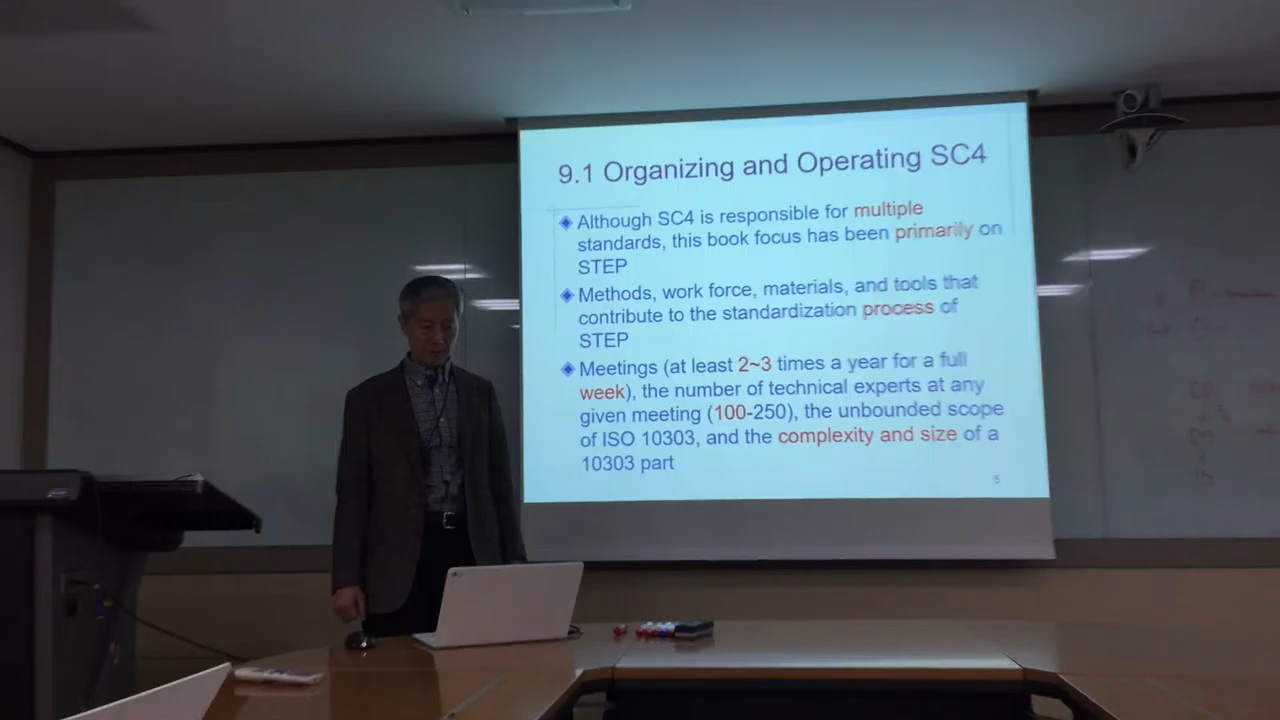 9.1 Organizing and Operating SC4
Although SC4 is responsible for multiple
standards, this book focus has been primarily on
STEP
Methods, work force, materials, and tools that
contribute to the standardization process of
STEP
Meetings (at least 2~3 times a year for a full
week), the number of technical experts at any
given meeting (100-250), the unbounded scope
of ISO 10303, and the complexity and size of a
10303 part
5